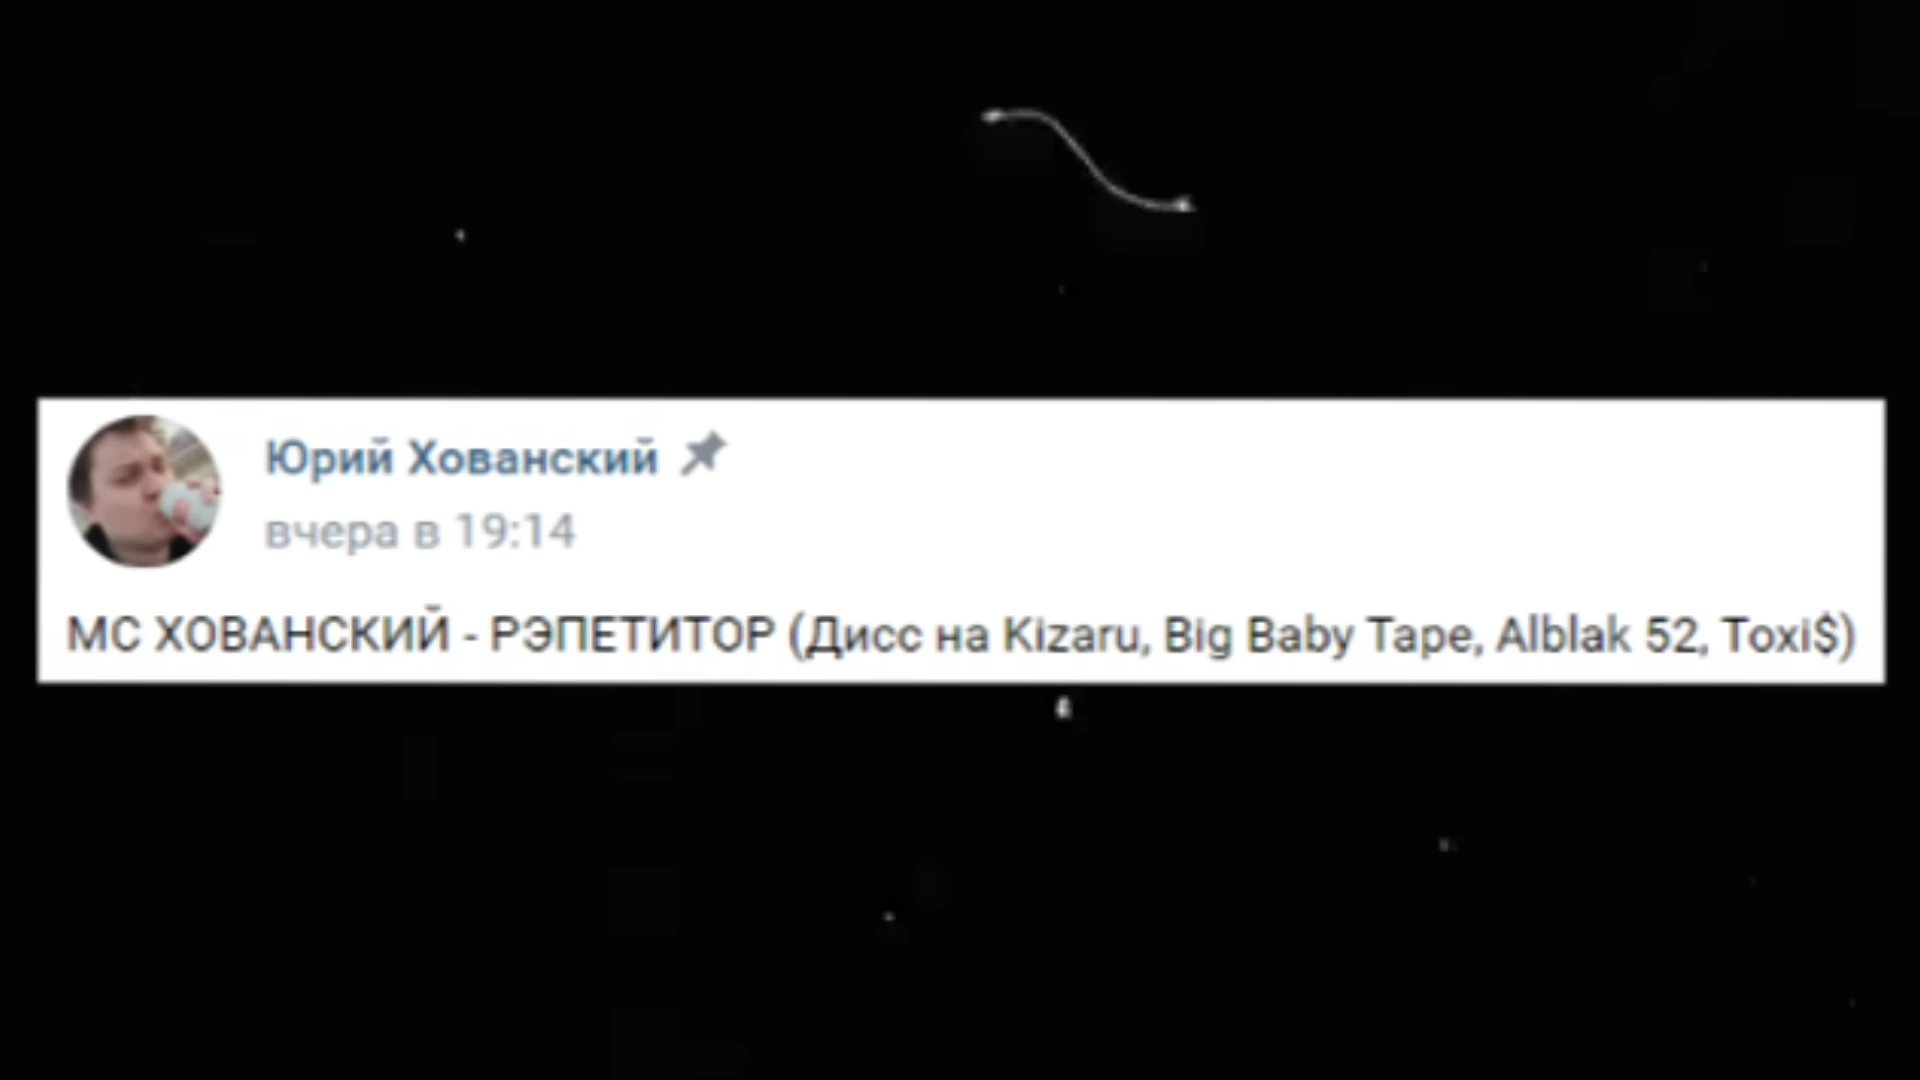 Юрий Хованский
вчера в 19:14
МС ХОВАНСКИЙ - РЭПЕТИТОР (Дисс на Kizaru, Big Baby Tape, Alblak 52, Toxi$)